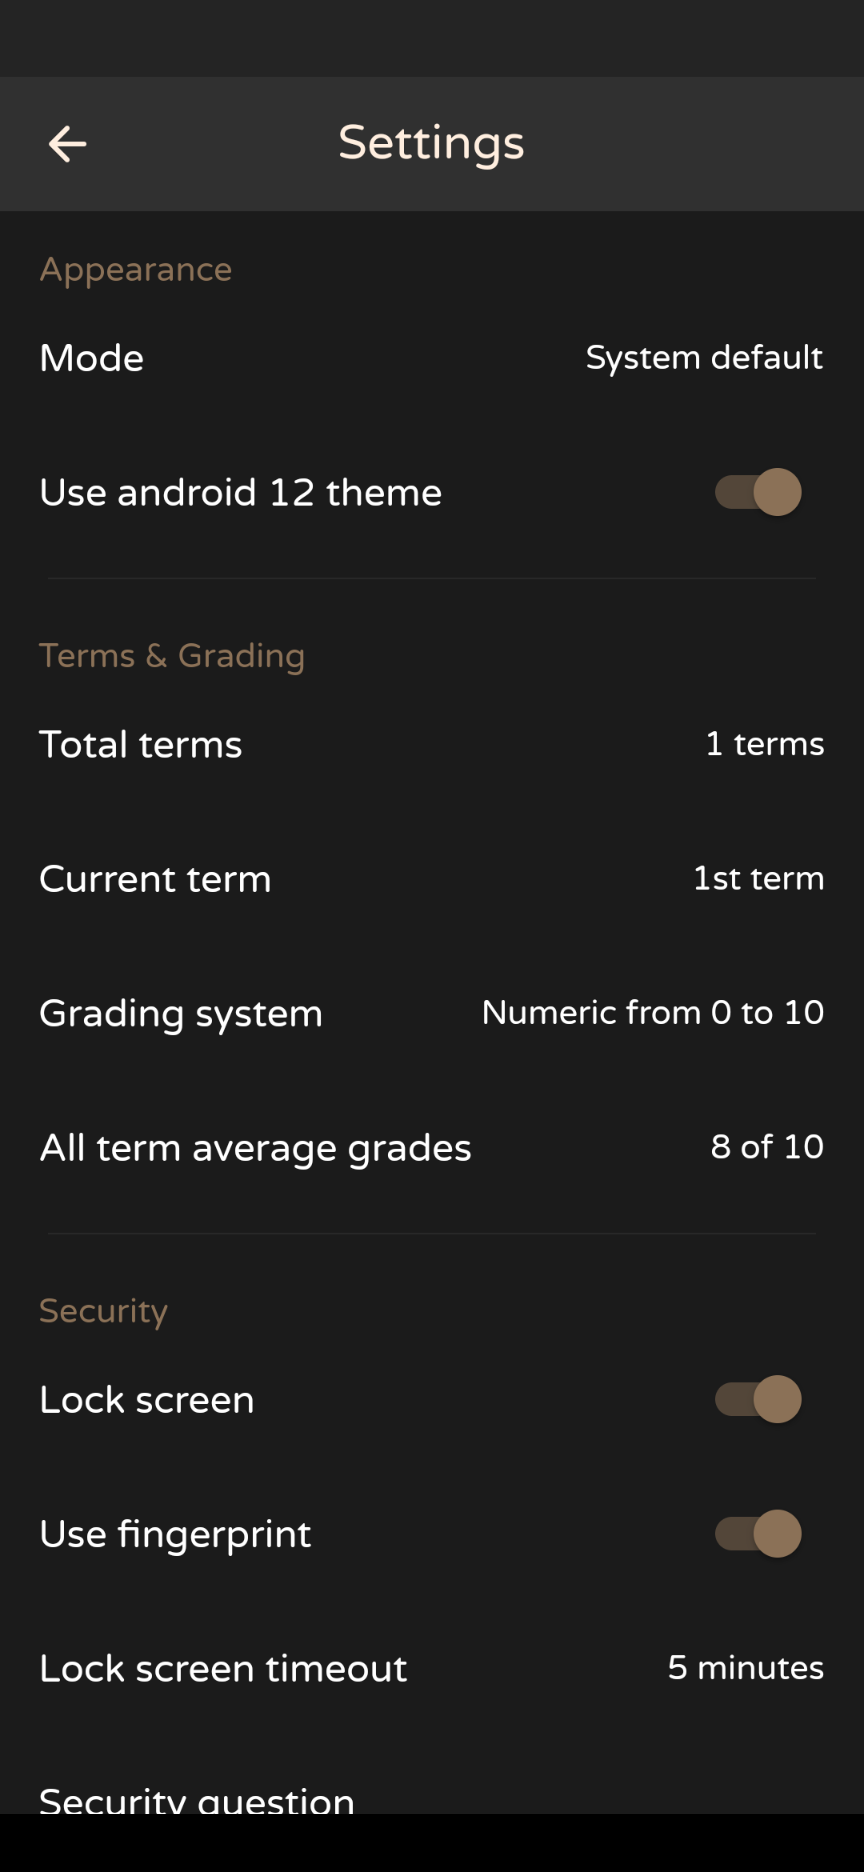 Settings
Appearance
Mode System default
Use android 12 theme
Terms & Grading
Total terms 1 terms
Current term 1st term
Grading system Numeric from 0 to 10
All term average grades 8 of 10
Security
Lock screen
Use fingerprint
Lock screen timeout 5 minutes
Security question